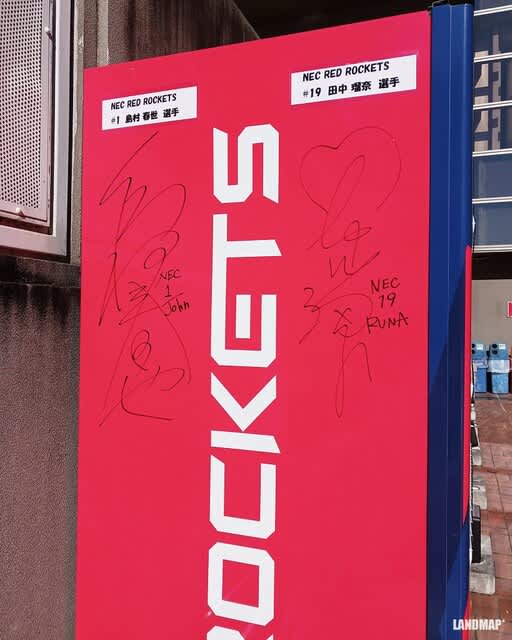 NEC RED ROCKETS
#1 島村 春世 選手
NEC RED ROCKETS
#19 田中 瑠奈 選手
NEC
1
John
NEC
19
RUNA
ROCKETS
LANDMAP